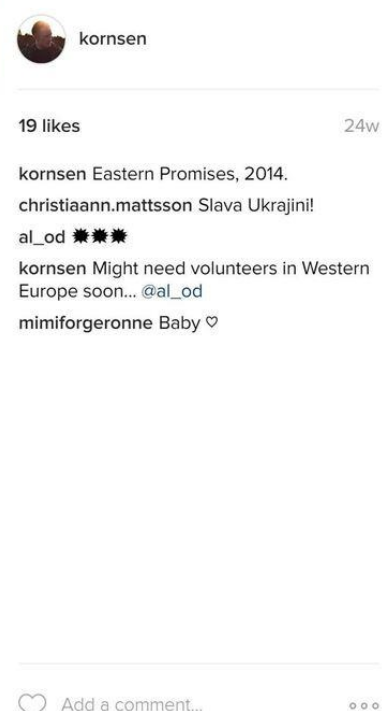 kornsen
19 likes 24w
kornsen Eastern Promises, 2014.
christiaann.mattsson Slava Ukrajini!
al_od ✹✹✹
kornsen Might need volunteers in Western
Europe soon... @al_od
mimiforgeronne Baby ♡
Add a comment...